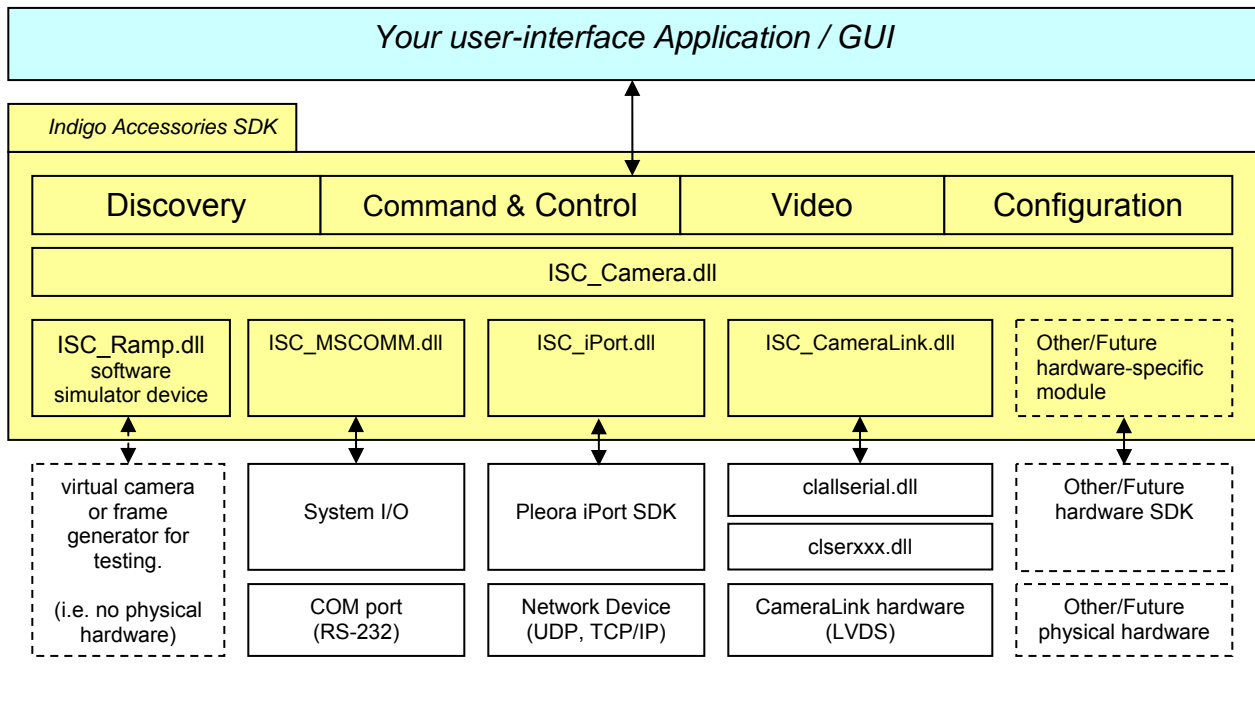 Your user-interface Application / GUI
Indigo Accessories SDK
Discovery
Command & Control
Video
Configuration
ISC_Camera.dll
ISC_Ramp.dll
software
simulator device
ISC_MSCOMM.dll
ISC_iPort.dll
ISC_CameraLink.dll
Other/Future
hardware-specific
module
virtual camera
or frame
generator for
testing.
(i.e. no physical
hardware)
System I/O
Pleora iPort SDK
clallserial.dll
clserxxx.dll
Other/Future
hardware SDK
COM port
(RS-232)
Network Device
(UDP, TCP/IP)
CameraLink hardware
(LVDS)
Other/Future
physical hardware